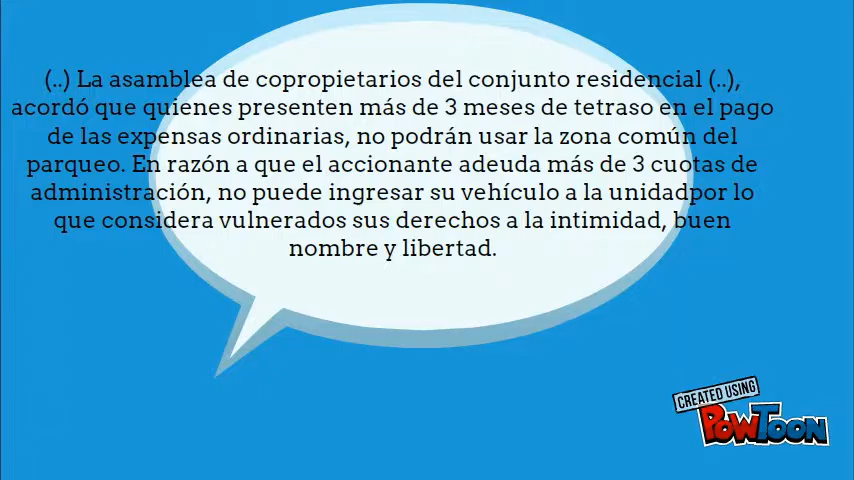 (..) La asamblea de copropietarios del conjunto residencial (..),
acordó que quienes presenten más de 3 meses de tetraso en el pago
de las expensas ordinarias, no podrán usar la zona común del
parqueo. En razón a que el accionante adeuda más de 3 cuotas de
administración, no puede ingresar su vehículo a la unidadpor lo
que considera vulnerados sus derechos a la intimidad, buen
nombre y libertad.
CREATED USING
POWTOON